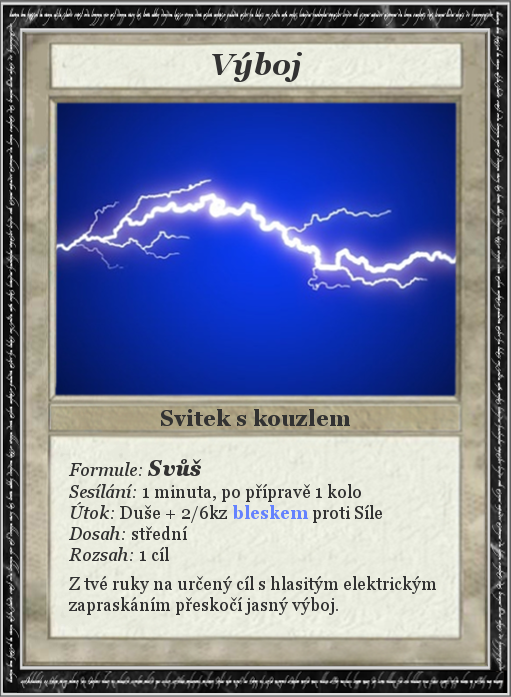 Výboj
Svitek s kouzlem
Formule: Svůš
Sesílání: 1 minuta, po přípravě 1 kolo
Útok: Duše + 2/6kz bleskem proti Síle
Dosah: střední
Rozsah: 1 cíl
Z tvé ruky na určený cíl s hlasitým elektrickým
zapraskáním přeskočí jasný výboj.